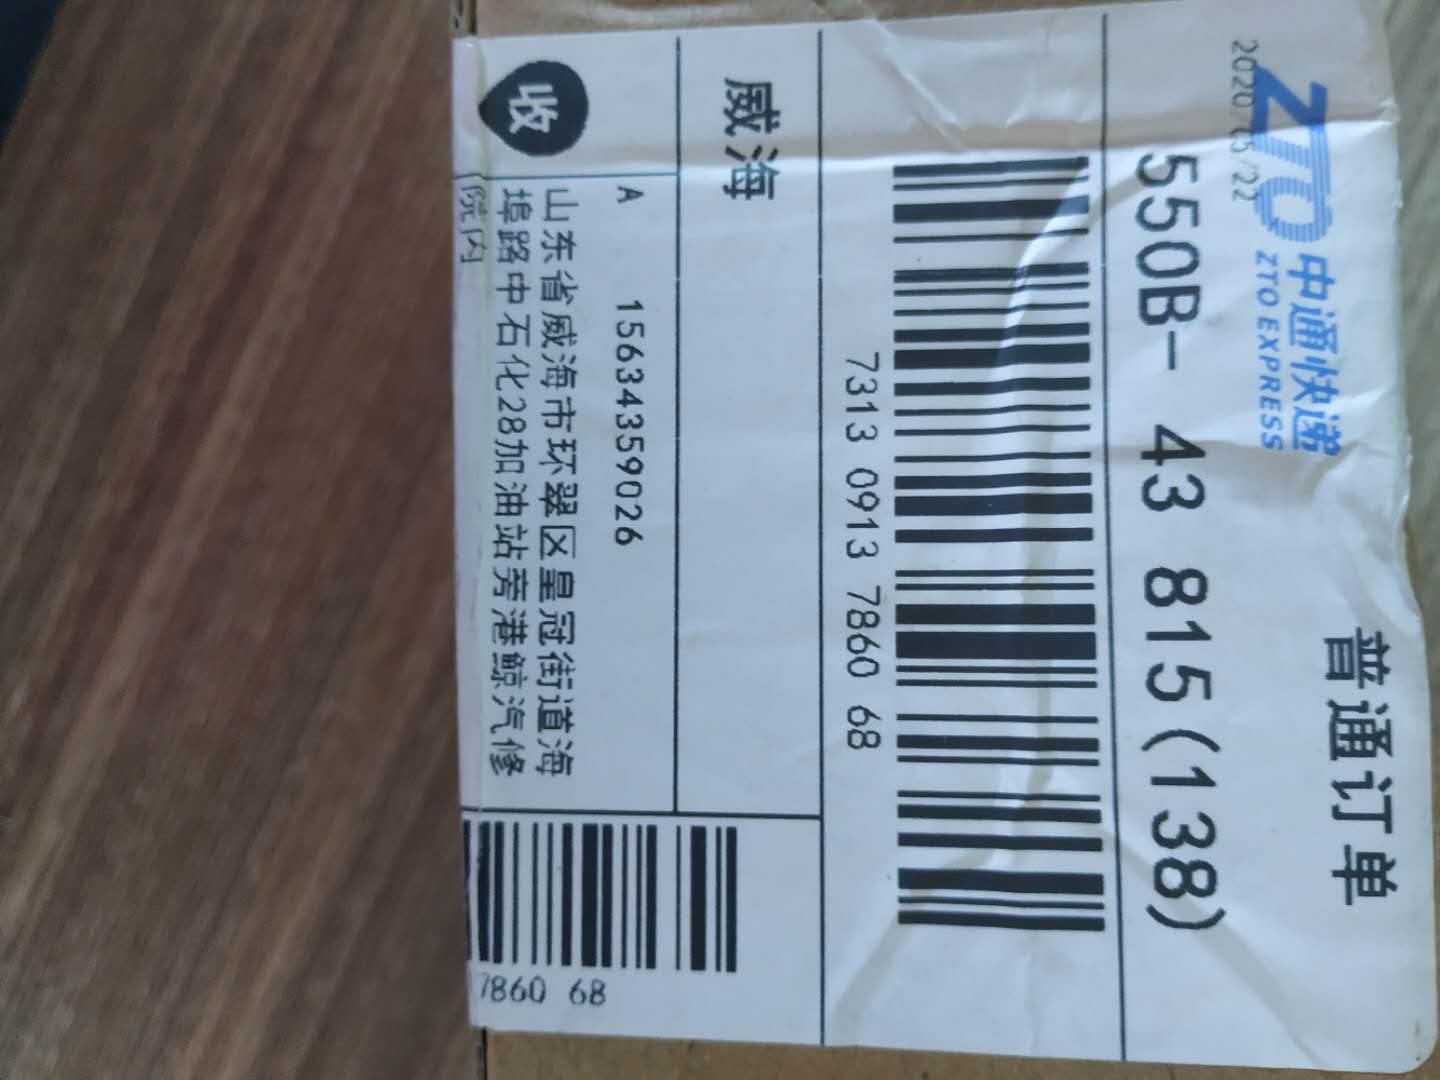 ZTO 中通快递
ZTO EXPRESS
普通订单
2020/05/22
550B- 43 815(138)
7313 0913 7860 68
威海
收
A 15634359026
山东省威海市环翠区皇冠街道海
埠路中石化28加油站旁港鲸汽修
院内
7860 68